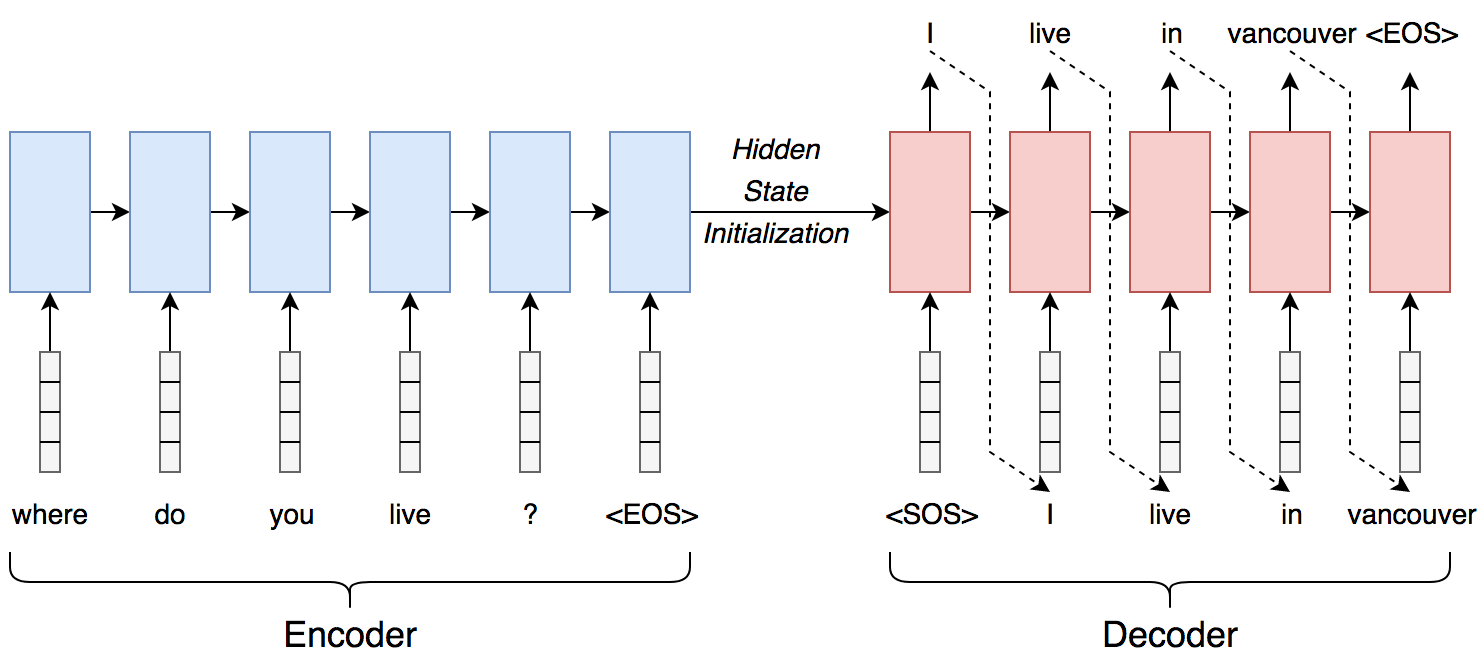 I live in vancouver <EOS>
Hidden
State
Initialization
where do you live ? <EOS>
<SOS> I live in vancouver
Encoder
Decoder